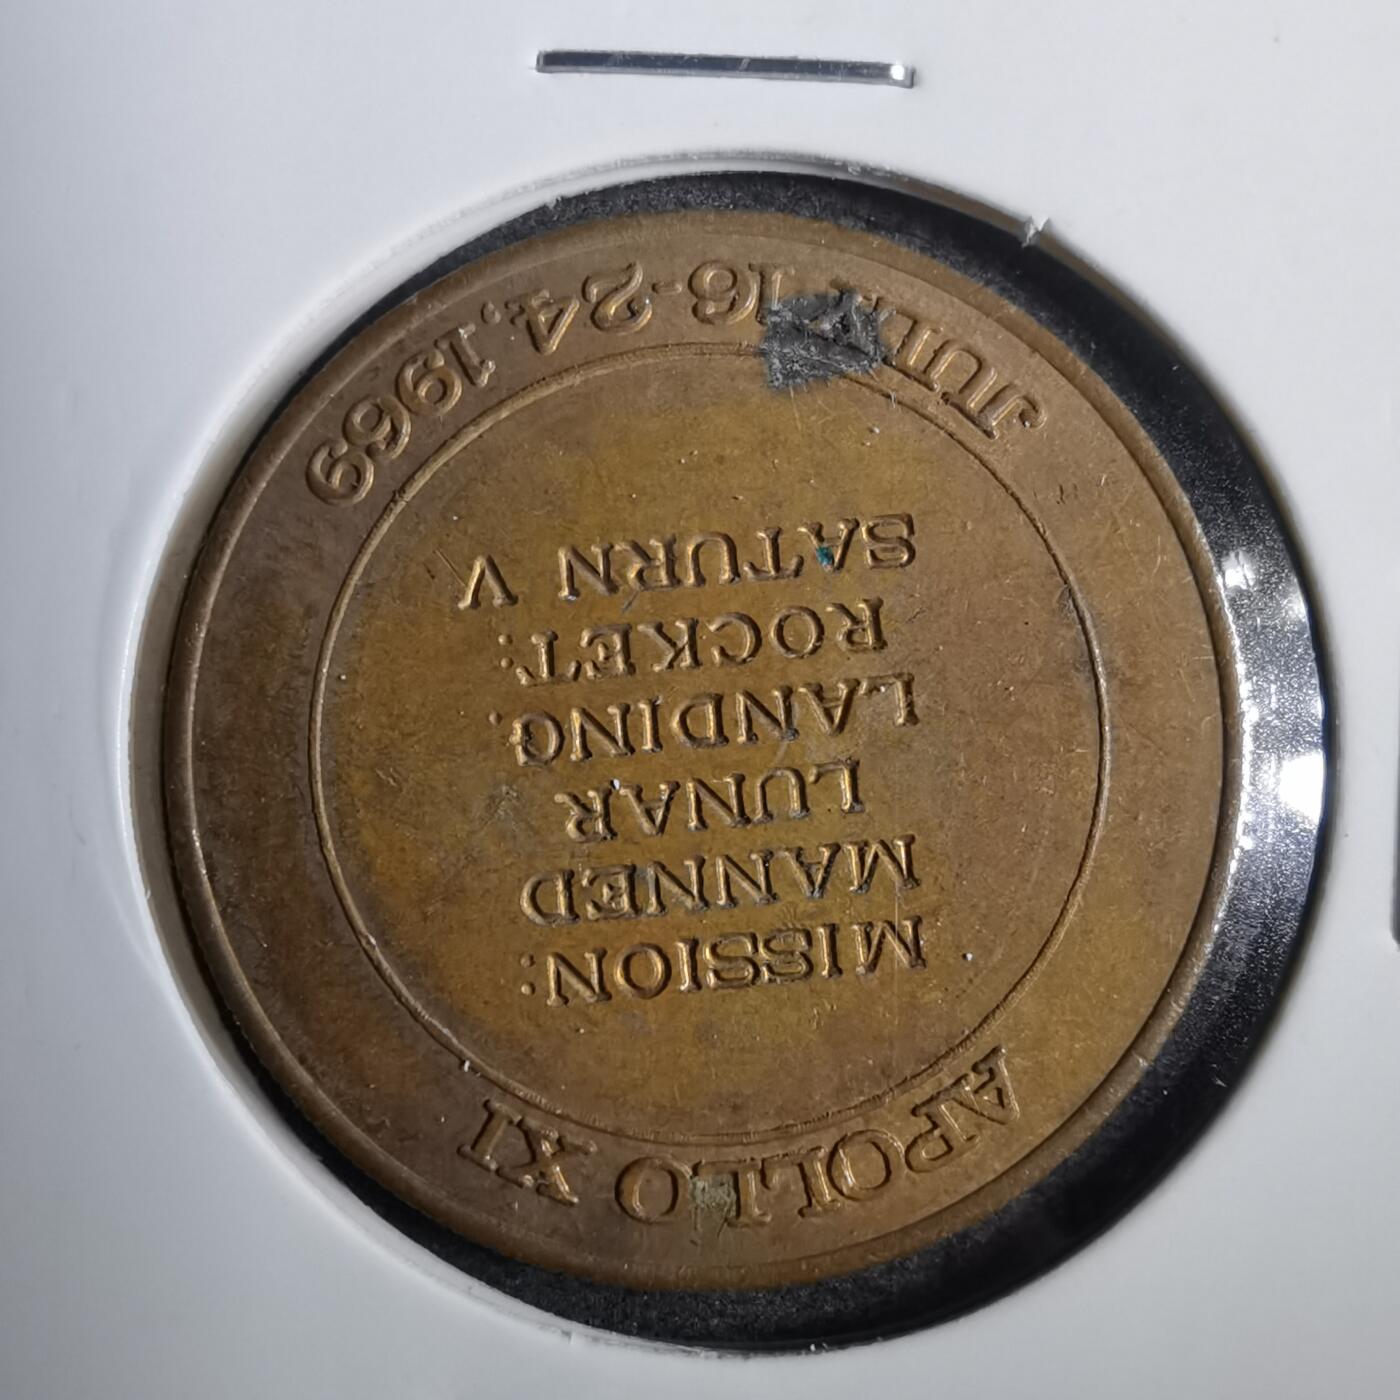 APOLLO XI
MISSION:
MANNED
LUNAR
LANDING.
ROCKET:
SATURN V
JULY 16-24, 1969